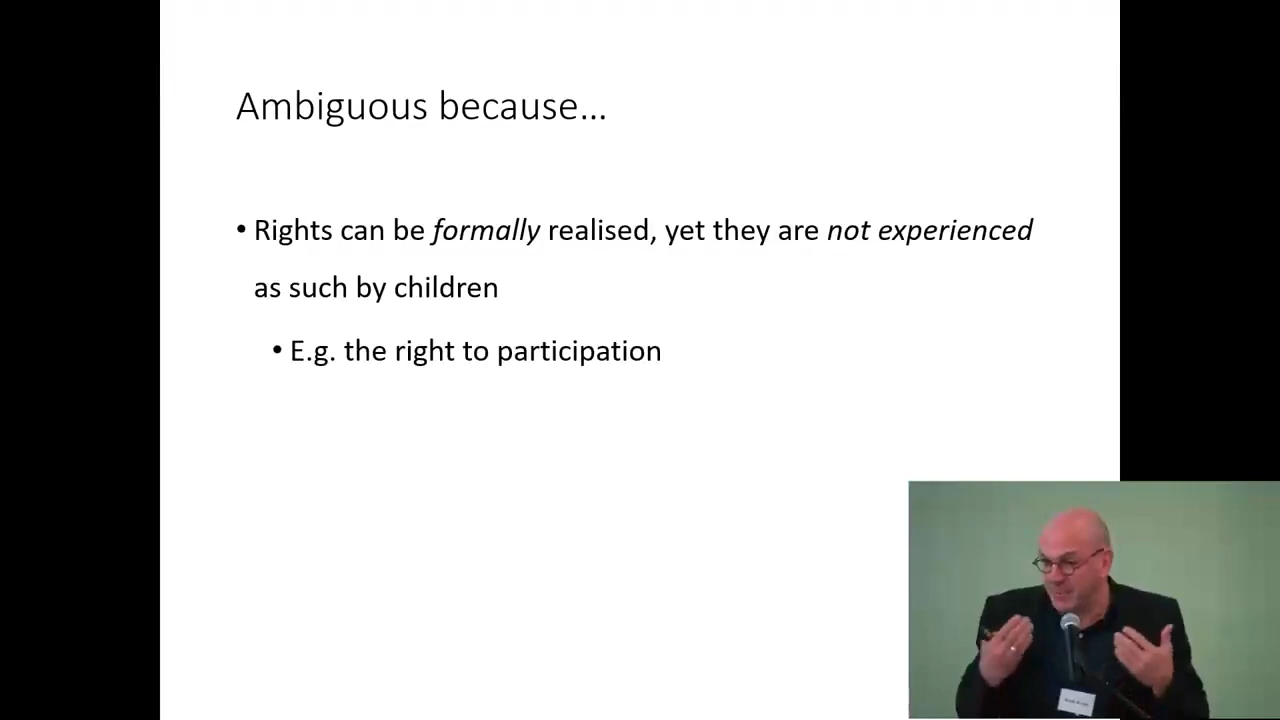 Ambiguous because…
• Rights can be formally realised, yet they are not experienced
as such by children
• E.g. the right to participation